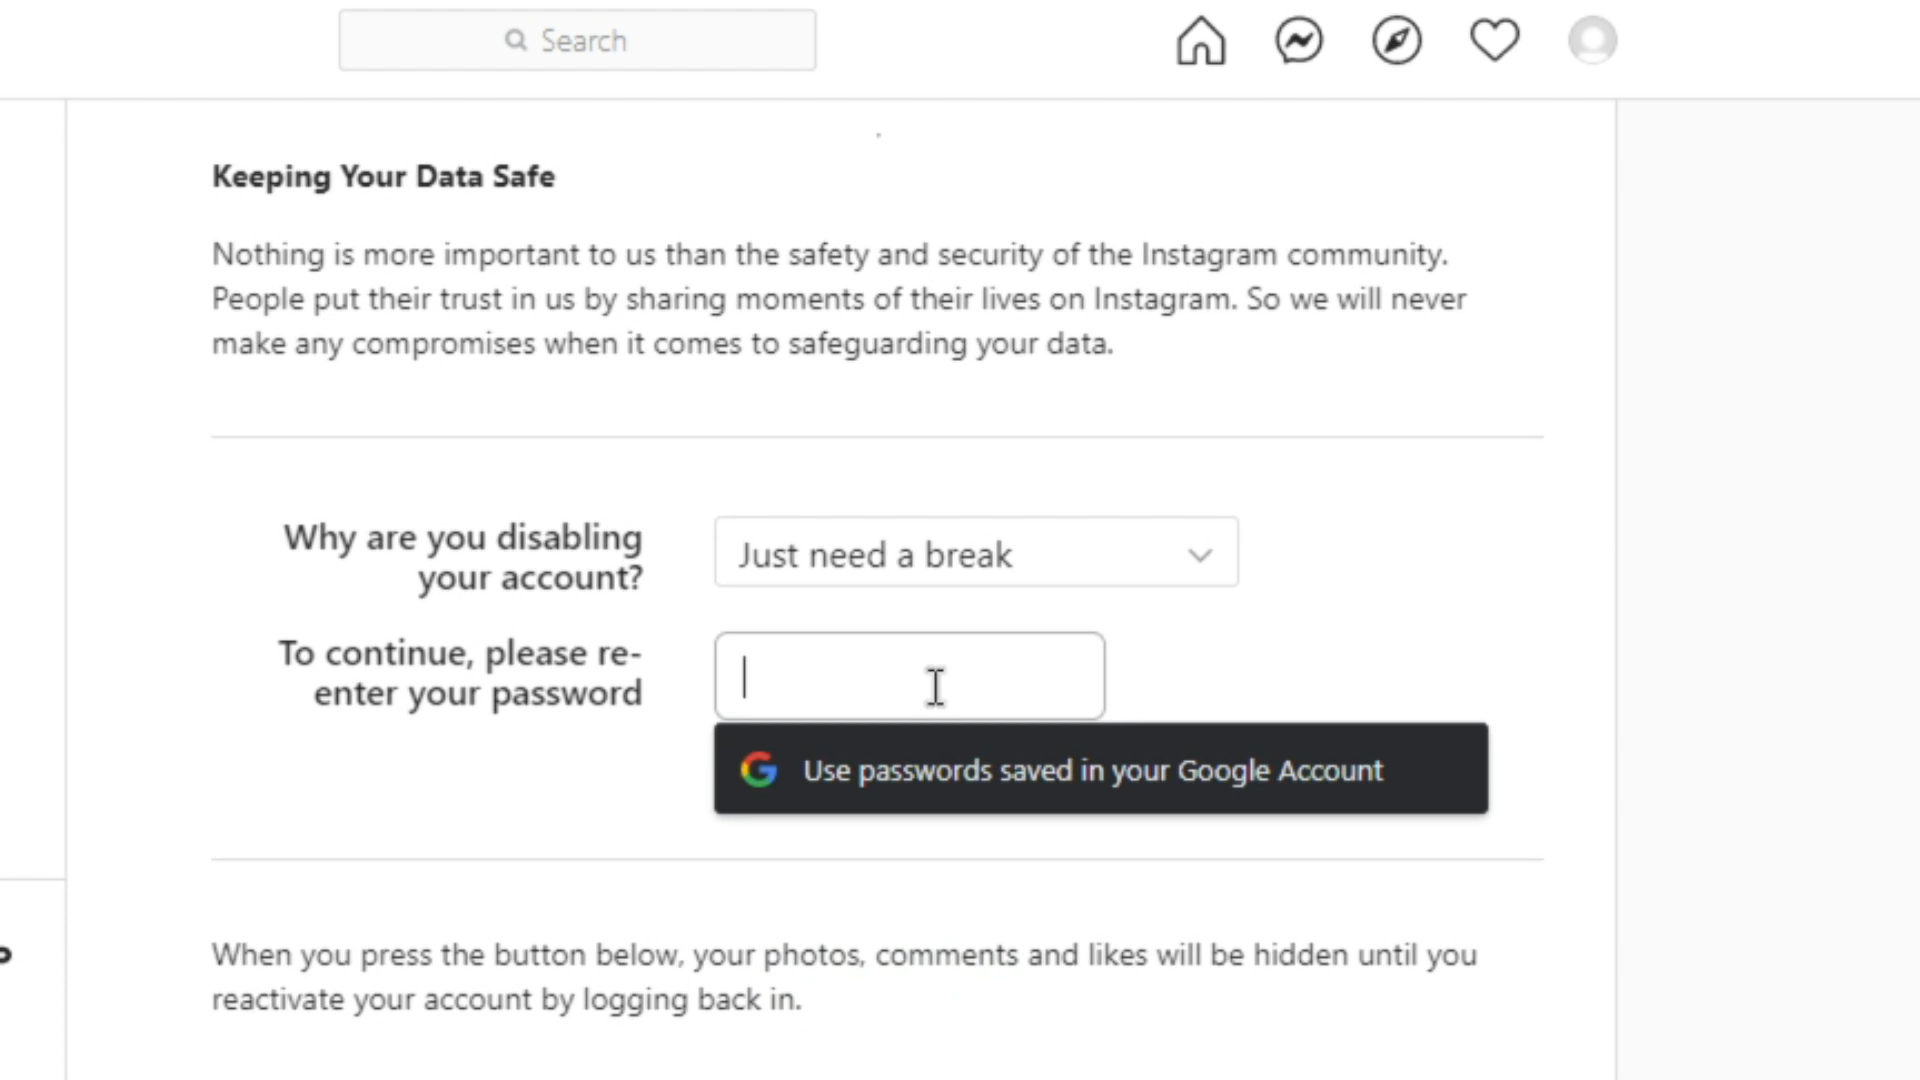 Search
Keeping Your Data Safe
Nothing is more important to us than the safety and security of the Instagram community.
People put their trust in us by sharing moments of their lives on Instagram. So we will never
make any compromises when it comes to safeguarding your data.
Why are you disabling
your account?
Just need a break
To continue, please re-
enter your password
Use passwords saved in your Google Account
When you press the button below, your photos, comments and likes will be hidden until you
reactivate your account by logging back in.